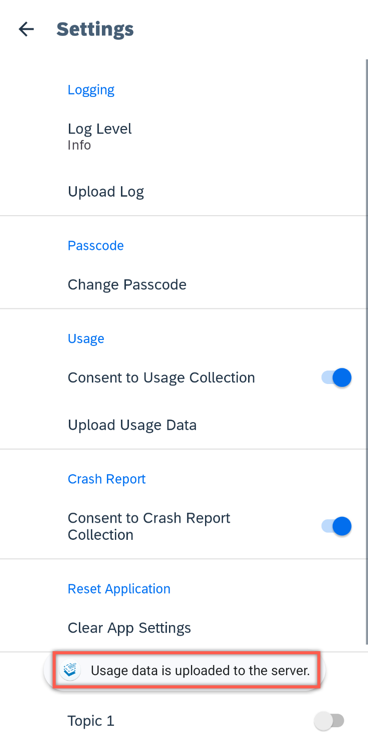 Settings
Logging
Log Level
Info
Upload Log
Passcode
Change Passcode
Usage
Consent to Usage Collection
Upload Usage Data
Crash Report
Consent to Crash Report
Collection
Reset Application
Clear App Settings
Usage data is uploaded to the server.
Topic 1